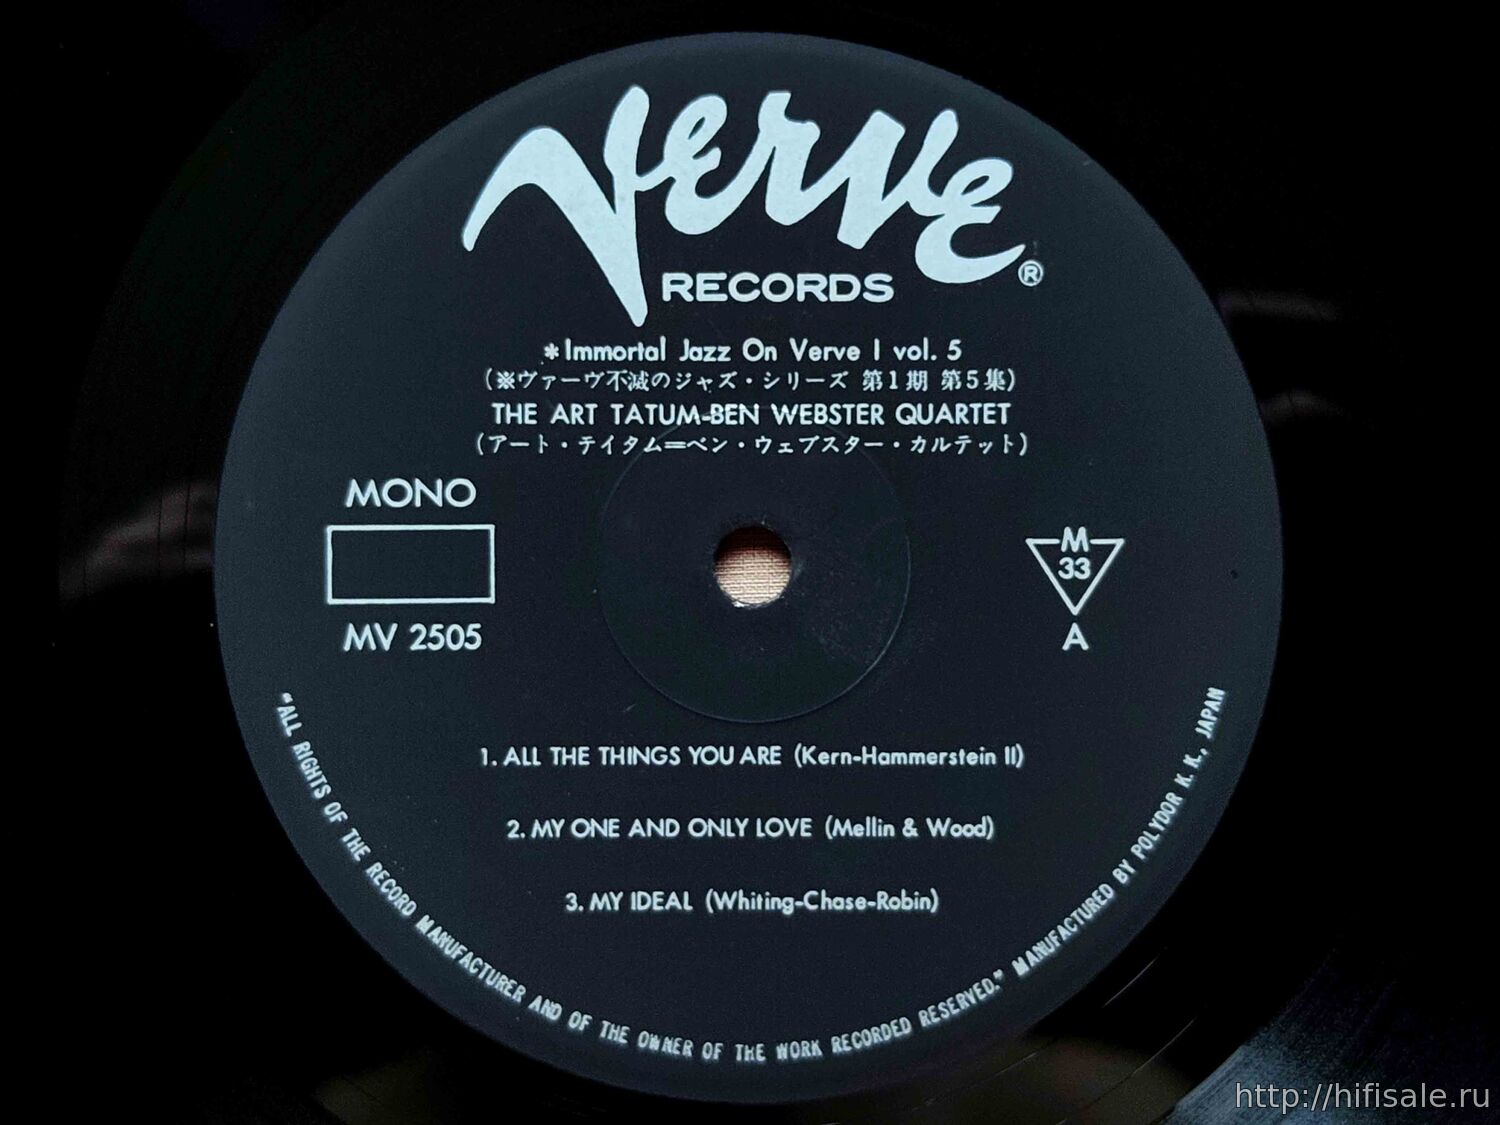 Verve
RECORDS ®
*Immortal Jazz On Verve I vol. 5
(※ヴァーヴ不滅のジャズ・シリーズ 第1期 第5集)
THE ART TATUM-BEN WEBSTER QUARTET
(アート・テイタム=ベン・ウェブスター・カルテット)
MONO
MV 2505
M
33
A
1. ALL THE THINGS YOU ARE (Kern-Hammerstein II)
2. MY ONE AND ONLY LOVE (Mellin & Wood)
3. MY IDEAL (Whiting-Chase-Robin)
"ALL RIGHTS OF THE RECORD MANUFACTURER AND OF THE OWNER OF THE WORK RECORDED RESERVED." MANUFACTURED BY POLYDOR K. K., JAPAN
http://hifisale.ru